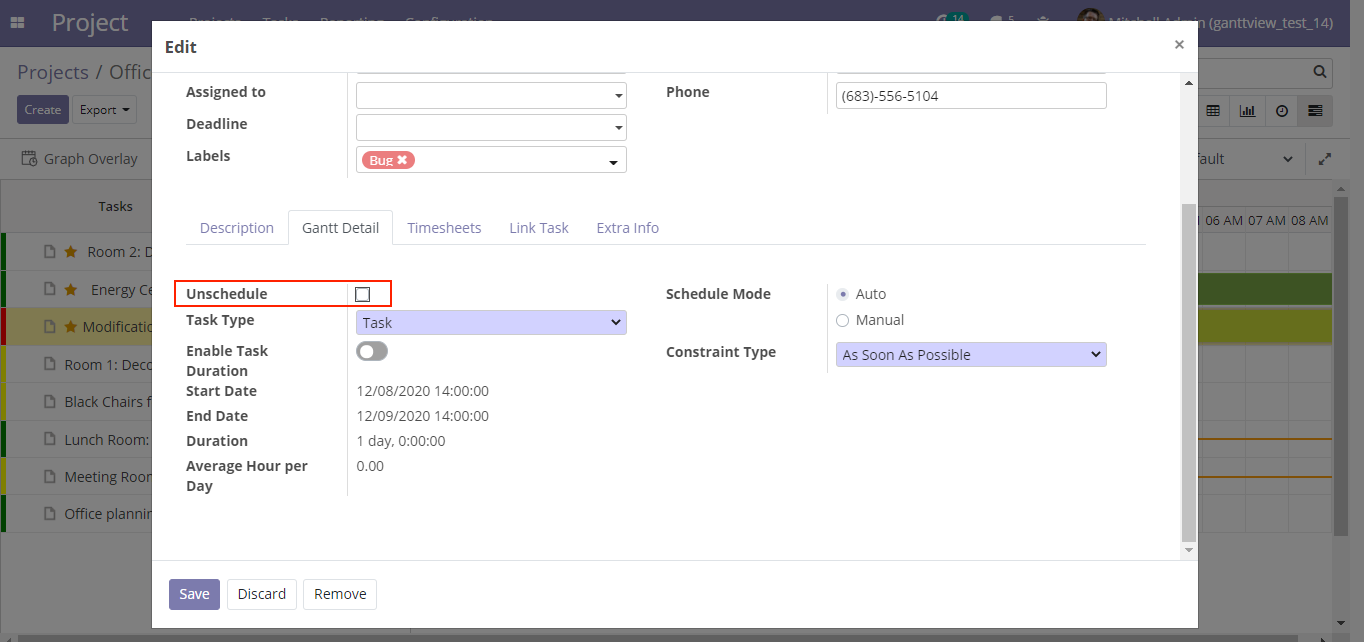 Project
Projects Tasks Reporting Configuration 14 5 Mitchell Admin (ganttview_test_14)
Edit ×
Projects / Offic
Create Export
Assigned to
Phone (683)-556-5104
Deadline
Labels Bug ✖
Graph Overlay
fault
Description Gantt Detail Timesheets Link Task Extra Info
Tasks
06 AM 07 AM 08 AM
Room 2: D
Energy Ce
Modificatio
Room 1: Deco
Black Chairs f
Lunch Room:
Meeting Roor
Office plannin
Unschedule
Task Type Task
Enable Task
Duration
Start Date 12/08/2020 14:00:00
End Date 12/09/2020 14:00:00
Duration 1 day, 0:00:00
Average Hour per 0.00
Day
Schedule Mode Auto
Manual
Constraint Type As Soon As Possible
Save Discard Remove